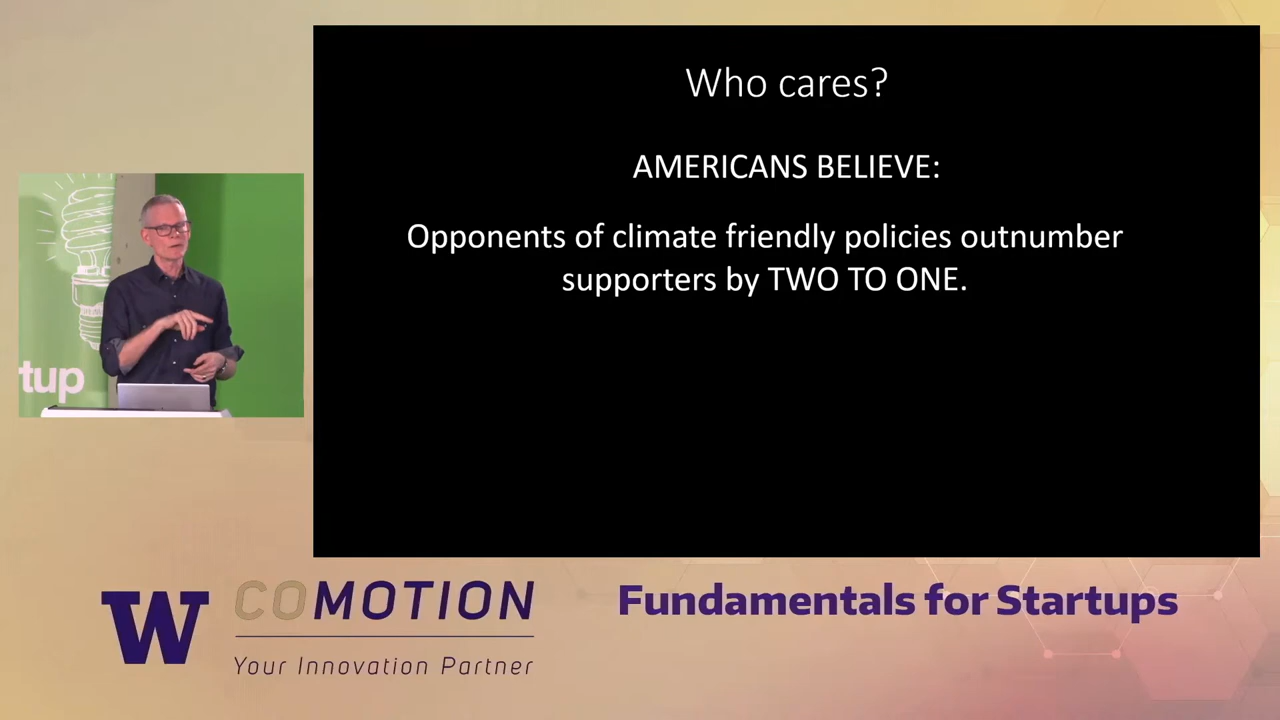 Who cares?
AMERICANS BELIEVE:
Opponents of climate friendly policies outnumber
supporters by TWO TO ONE.
tup
W COMOTION
Your Innovation Partner
Fundamentals for Startups